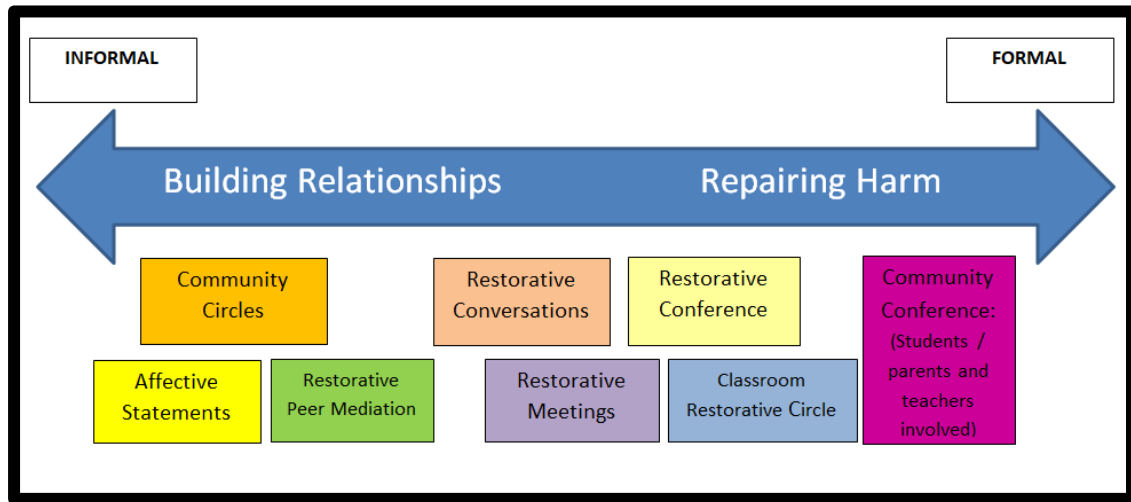 INFORMAL
FORMAL
Building Relationships
Repairing Harm
Community
Circles
Restorative
Conversations
Restorative
Conference
Community
Conference:
(Students /
parents and
teachers
involved)
Affective
Statements
Restorative
Peer Mediation
Restorative
Meetings
Classroom
Restorative Circle